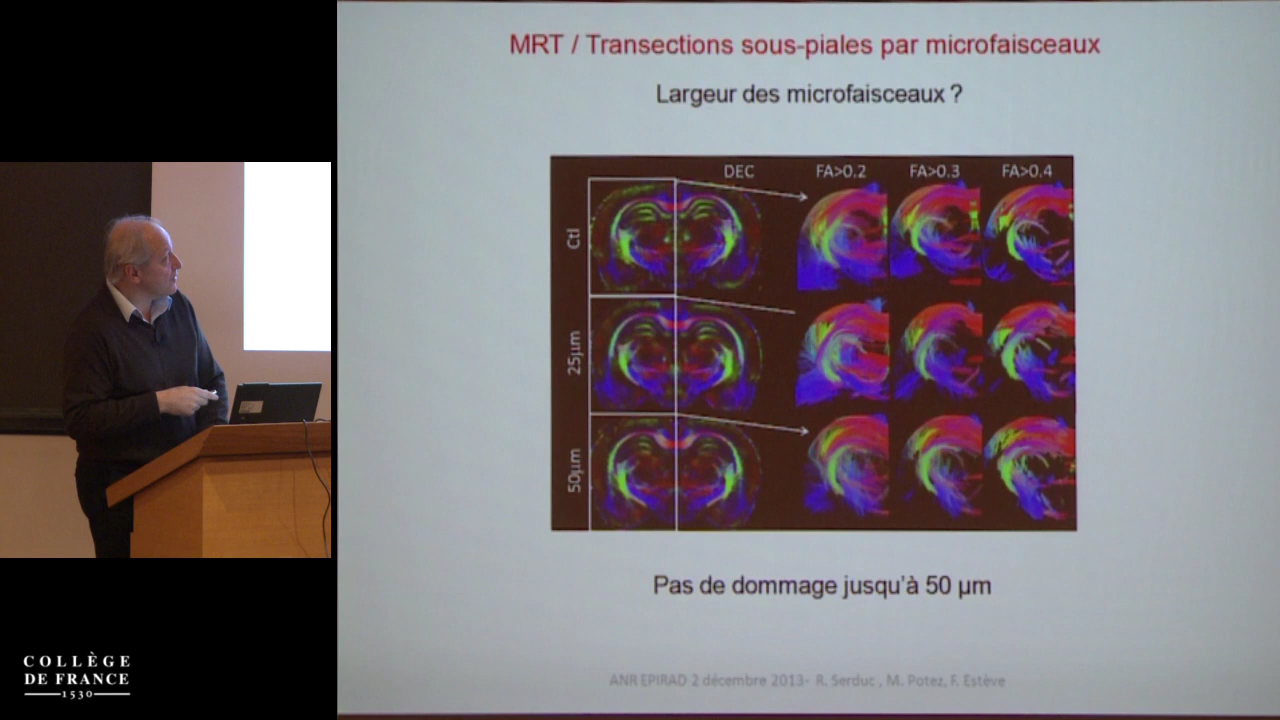 MRT / Transections sous-piales par microfaisceaux
Largeur des microfaisceaux ?
DEC FA>0.2 FA>0.3 FA>0.4
Ctl
25µm
50µm
Pas de dommage jusqu'à 50 µm
ANR EPIRAD 2 décembre 2013- R. Serduc , M. Potez, F. Estève
COLLÈGE
DE FRANCE
1530